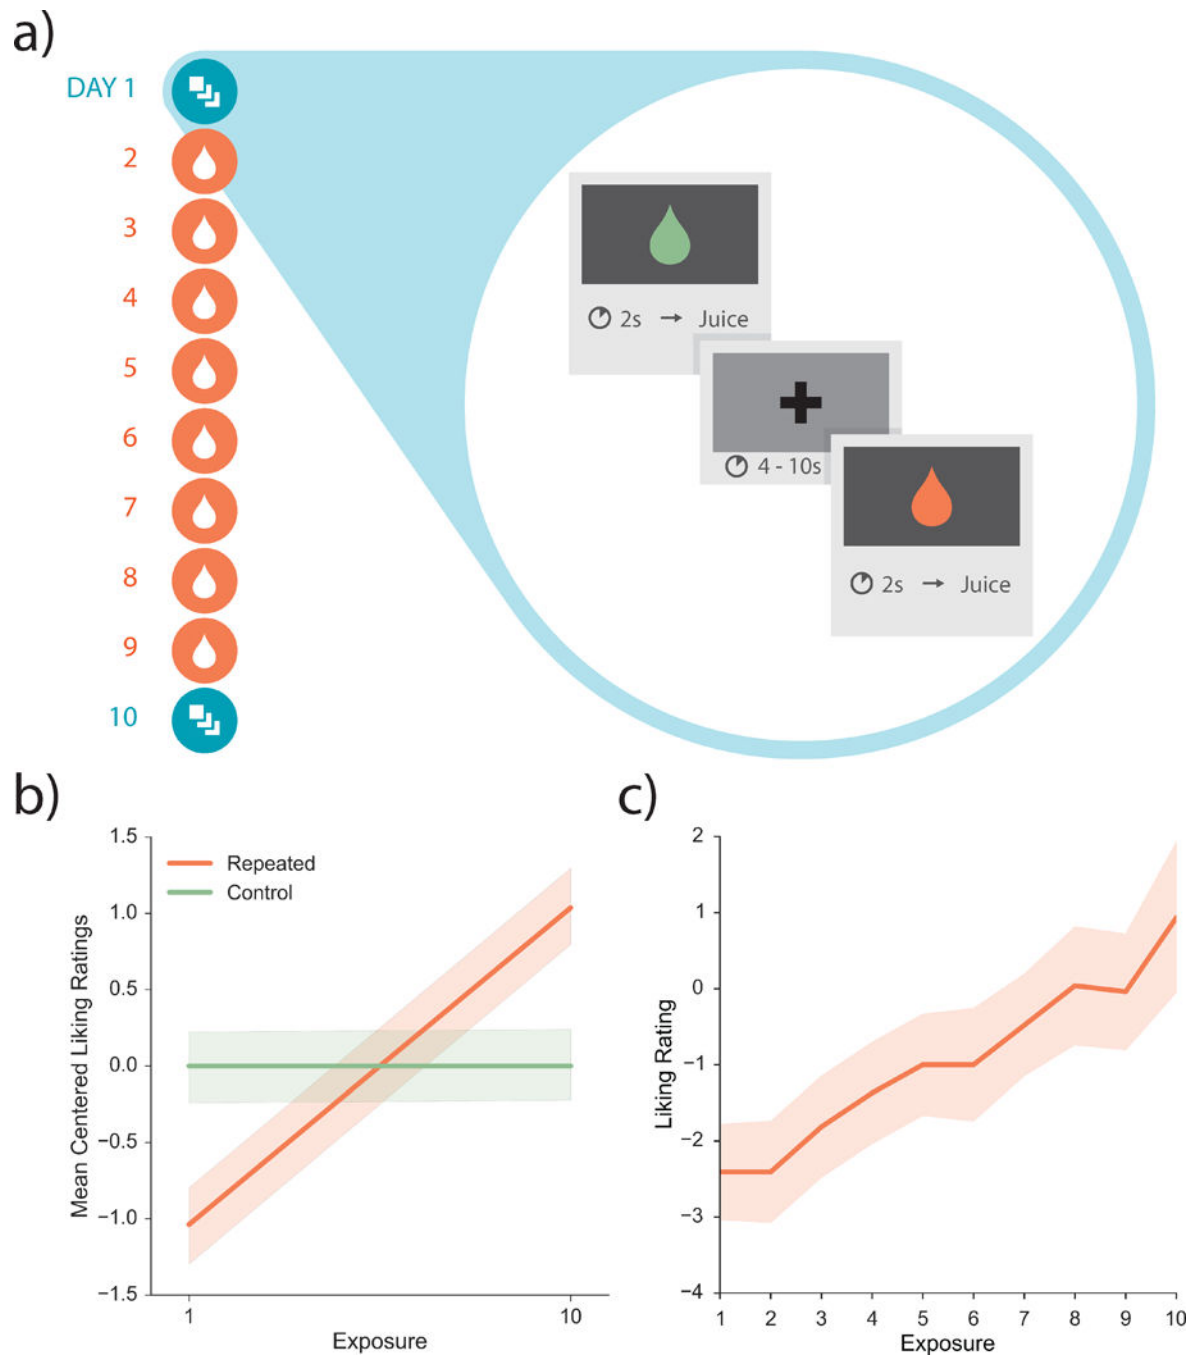 a)
DAY 1
2
3
4
5
6
7
8
9
10
2s → Juice
4 - 10s
2s → Juice
b)
Mean Centered Liking Ratings
1.5
1.0
0.5
0.0
−0.5
−1.0
−1.5
Repeated
Control
1 10
Exposure
c)
Liking Rating
2
1
0
−1
−2
−3
−4
1 2 3 4 5 6 7 8 9 10
Exposure